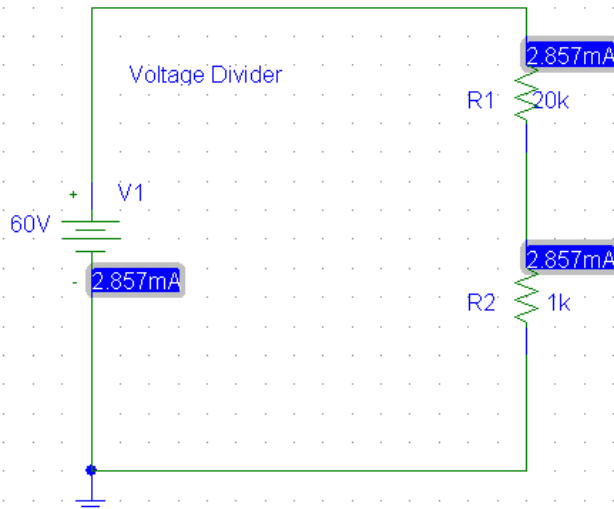 2.857mA
Voltage Divider
R1 20k
+ V1
60V
2.857mA
- 2.857mA
R2 1k